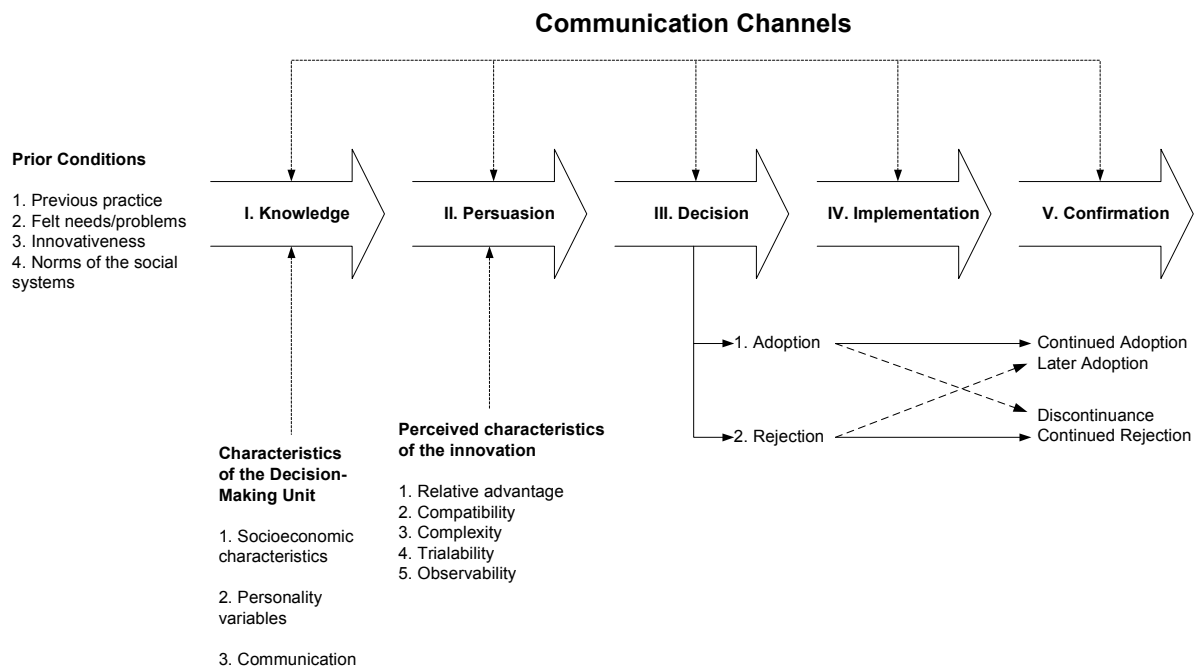 Communication Channels
Prior Conditions
1. Previous practice
2. Felt needs/problems
3. Innovativeness
4. Norms of the social
systems
I. Knowledge
II. Persuasion
III. Decision
IV. Implementation
V. Confirmation
1. Adoption
2. Rejection
Continued Adoption
Later Adoption
Discontinuance
Continued Rejection
Characteristics
of the Decision-
Making Unit
1. Socioeconomic
characteristics
2. Personality
variables
3. Communication
Perceived characteristics
of the innovation
1. Relative advantage
2. Compatibility
3. Complexity
4. Trialability
5. Observability